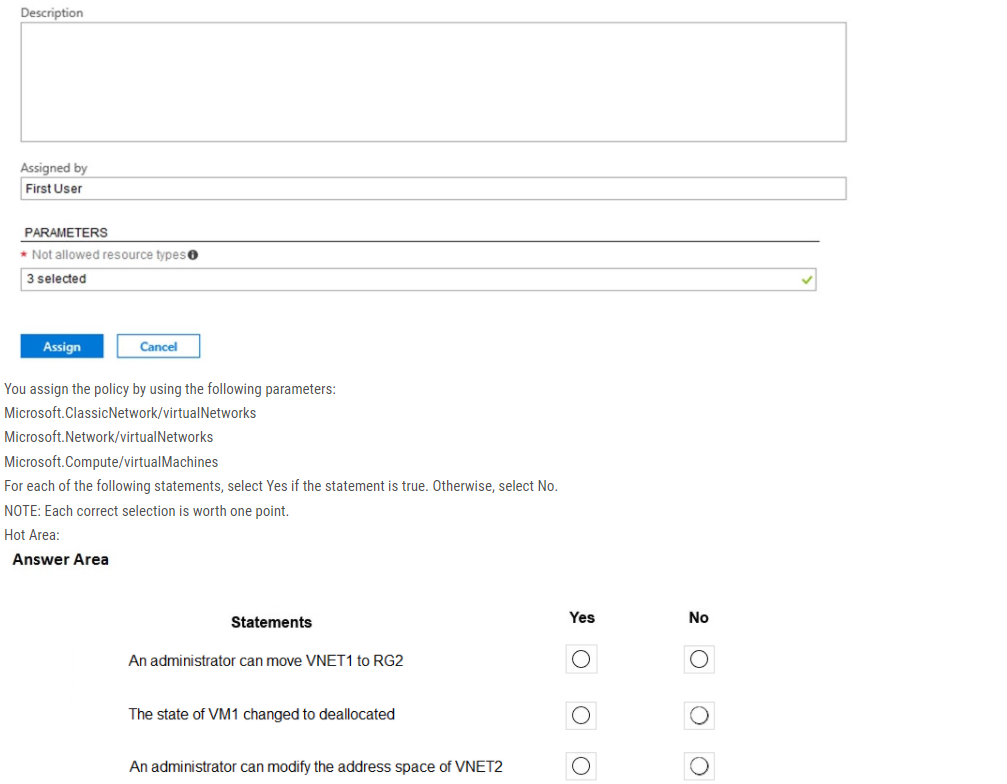 Description
Assigned by
First User
PARAMETERS
* Not allowed resource types
3 selected
Assign Cancel
You assign the policy by using the following parameters:
Microsoft.ClassicNetwork/virtualNetworks
Microsoft.Network/virtualNetworks
Microsoft.Compute/virtualMachines
For each of the following statements, select Yes if the statement is true. Otherwise, select No.
NOTE: Each correct selection is worth one point.
Hot Area:
Answer Area
Statements Yes No
An administrator can move VNET1 to RG2
The state of VM1 changed to deallocated
An administrator can modify the address space of VNET2